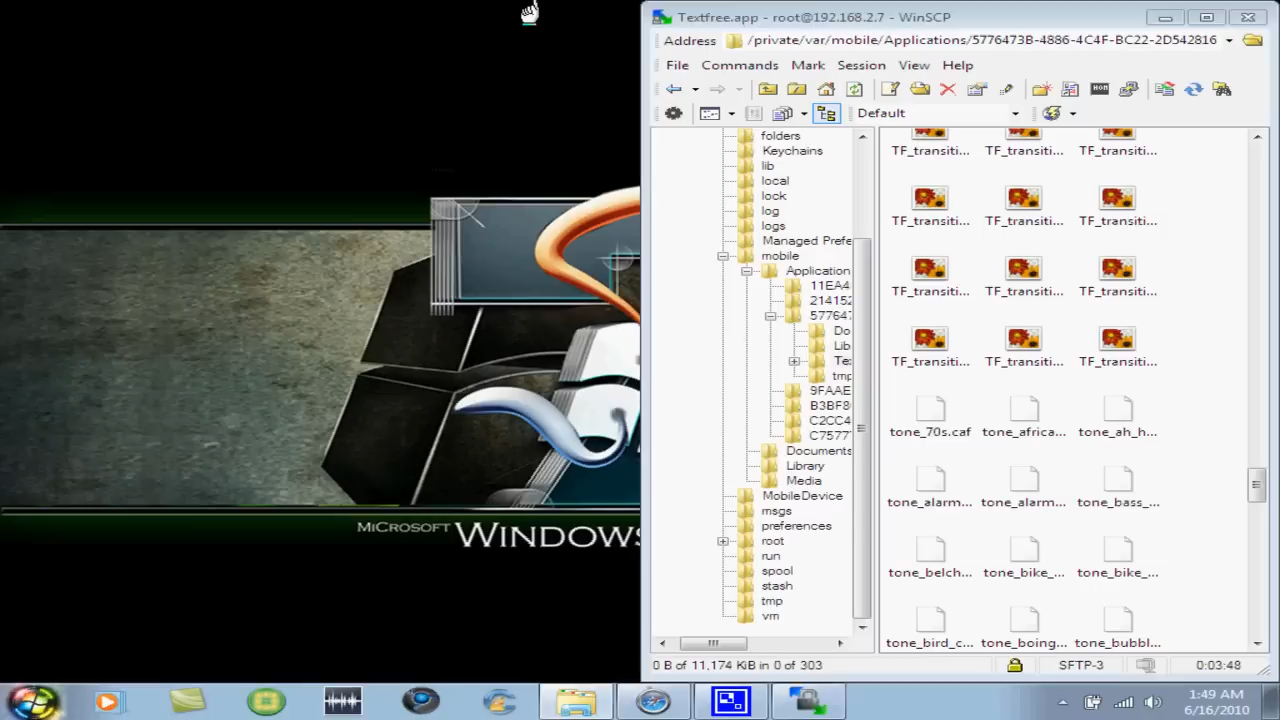 Textfree.app - root@192.168.2.7 - WinSCP
Address /private/var/mobile/Applications/5776473B-4886-4C4F-BC22-2D542816
File Commands Mark Session View Help
Default
folders
Keychains
lib
local
lock
log
logs
Managed Prefe
mobile
Application
11EA4
214152
577647
Do
Lib
Te
tmp
9FAAE
B3BF8
C2CC4
C7577
Documents
Library
Media
MobileDevice
msgs
preferences
root
run
spool
stash
tmp
vm
TF_transiti... TF_transiti... TF_transiti...
TF_transiti... TF_transiti... TF_transiti...
TF_transiti... TF_transiti... TF_transiti...
TF_transiti... TF_transiti... TF_transiti...
tone_70s.caf tone_africa... tone_ah_h...
tone_alarm... tone_alarm... tone_bass_...
tone_belch... tone_bike_... tone_bike_...
tone_bird_c... tone_boing... tone_bubbl...
0 B of 11,174 KiB in 0 of 303
SFTP-3
0:03:48
MICROSOFT WINDOWS
1:49 AM
6/16/2010